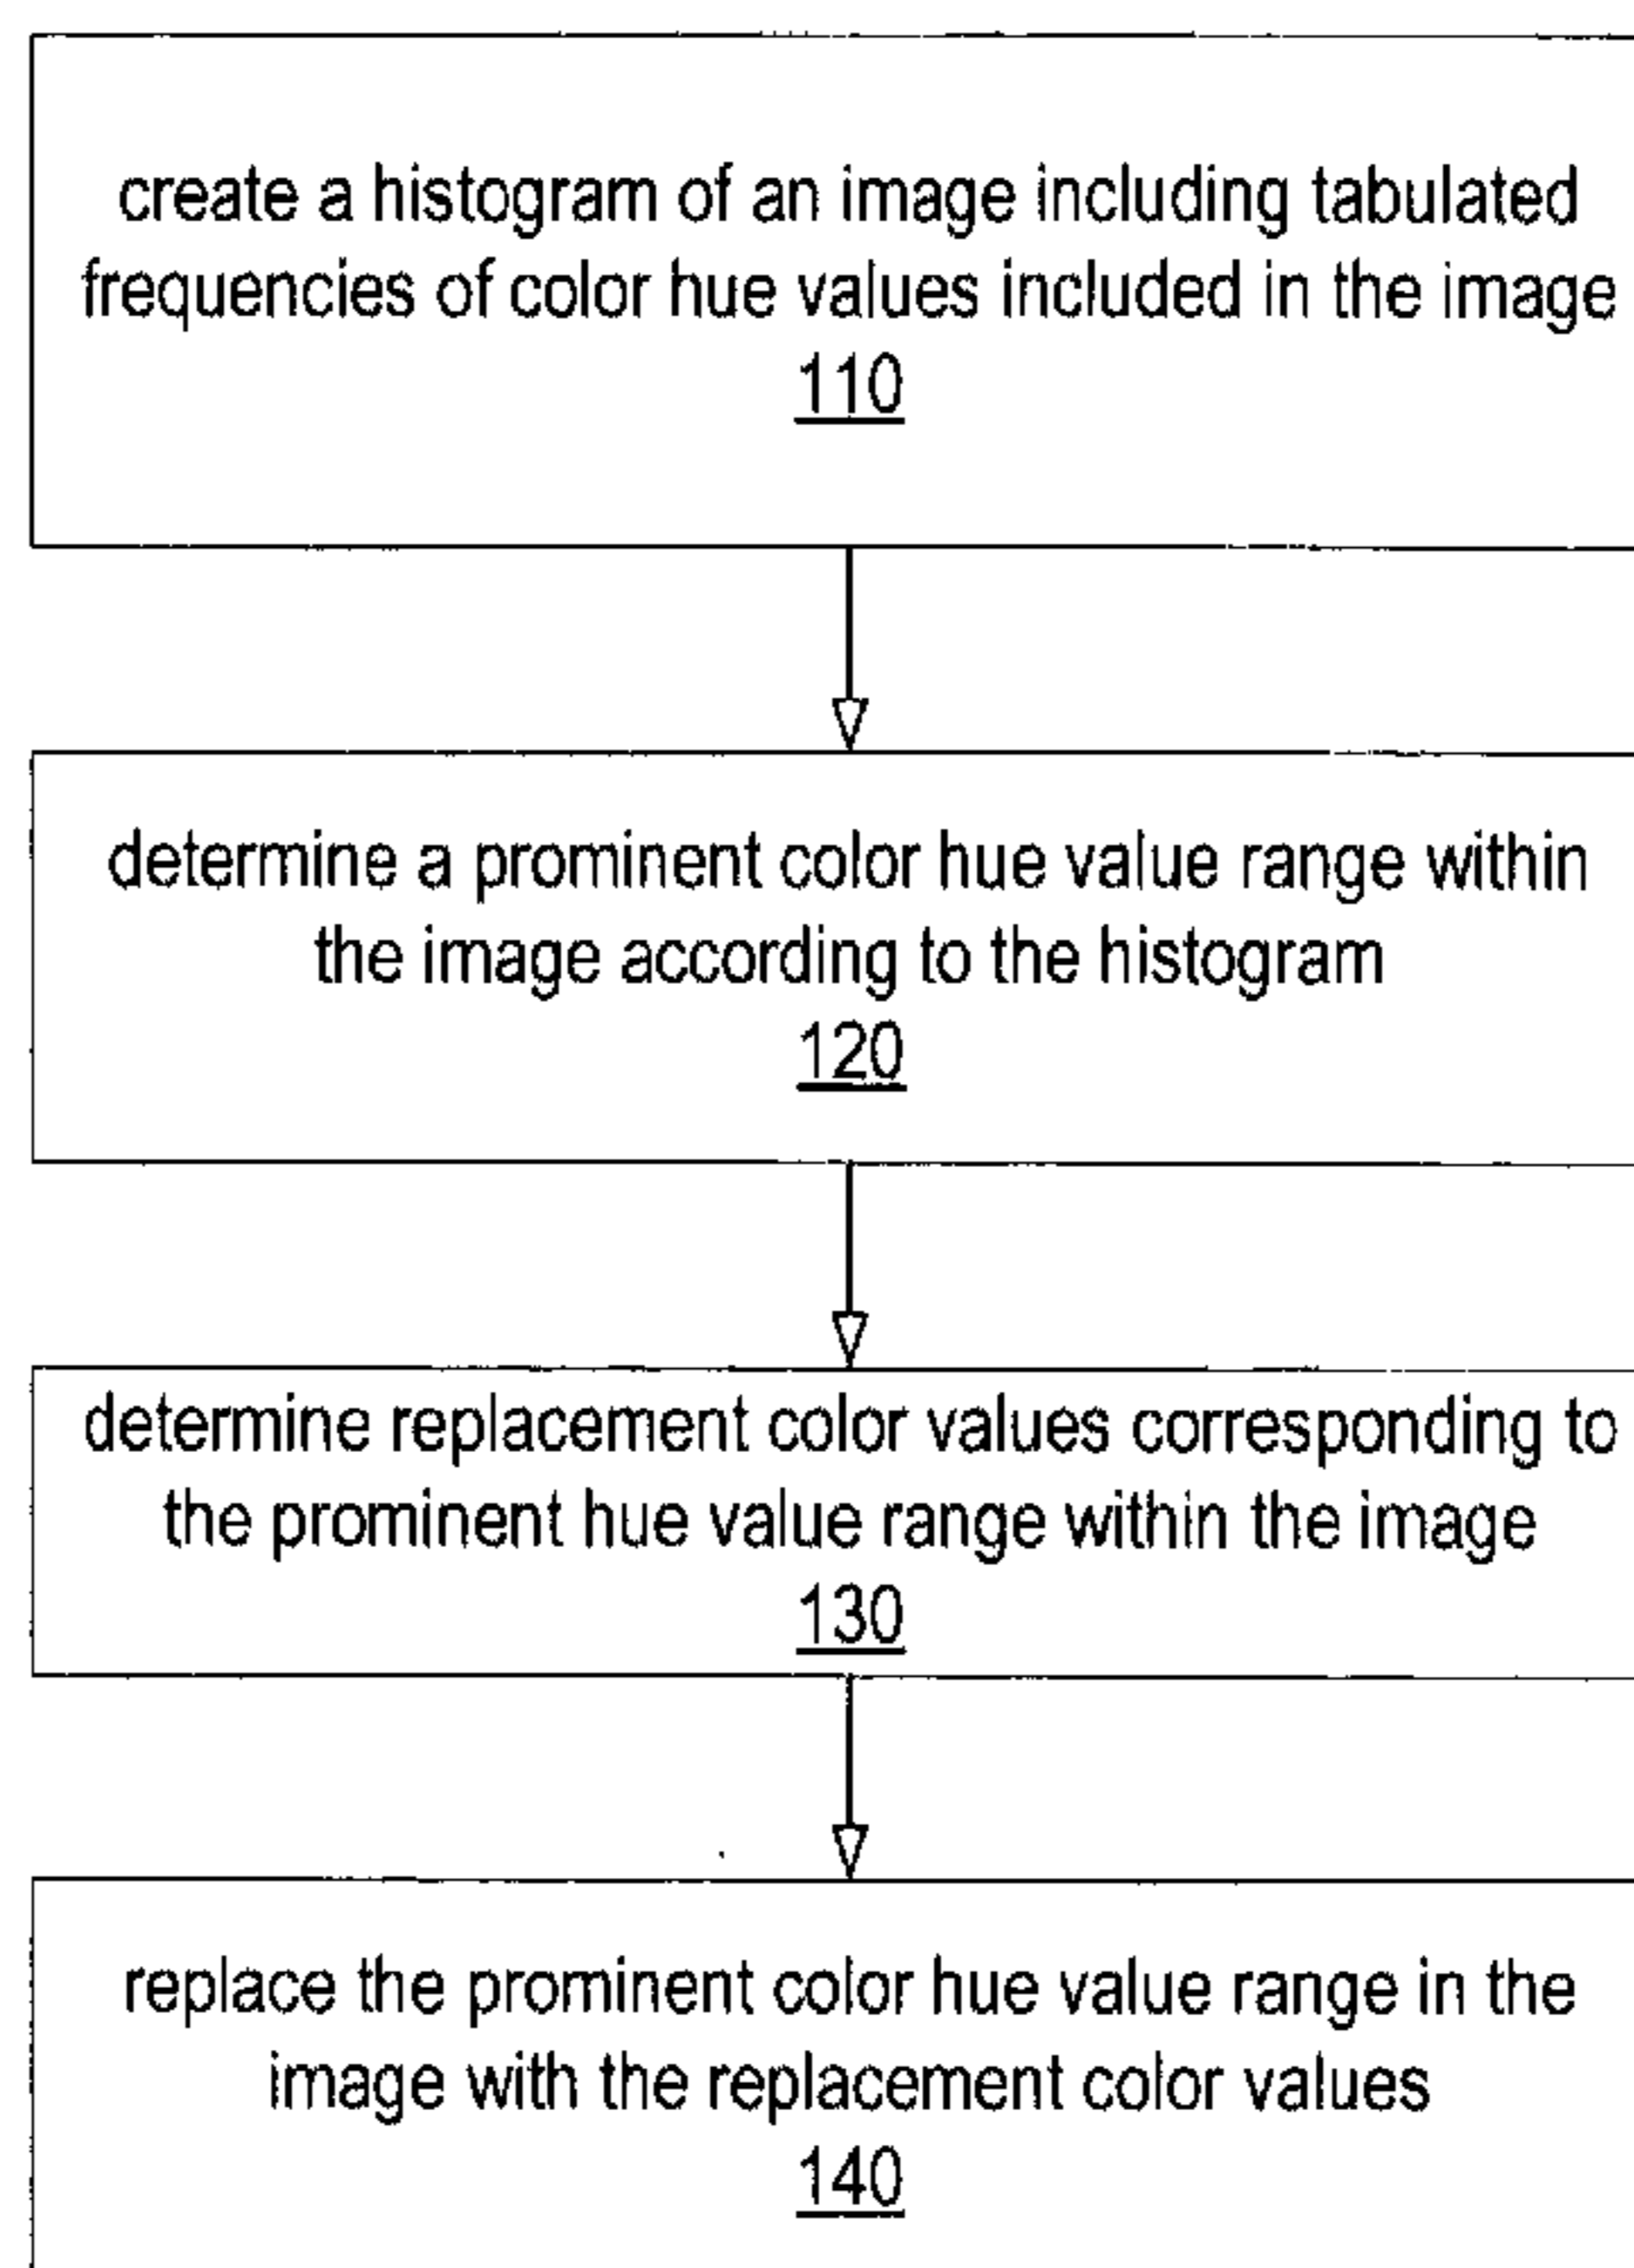 create a histogram of an image including tabulated
frequencies of color hue values included in the image
110
determine a prominent color hue value range within
the image according to the histogram
120
determine replacement color values corresponding to
the prominent hue value range within the image
130
replace the prominent color hue value range in the
image with the replacement color values
140